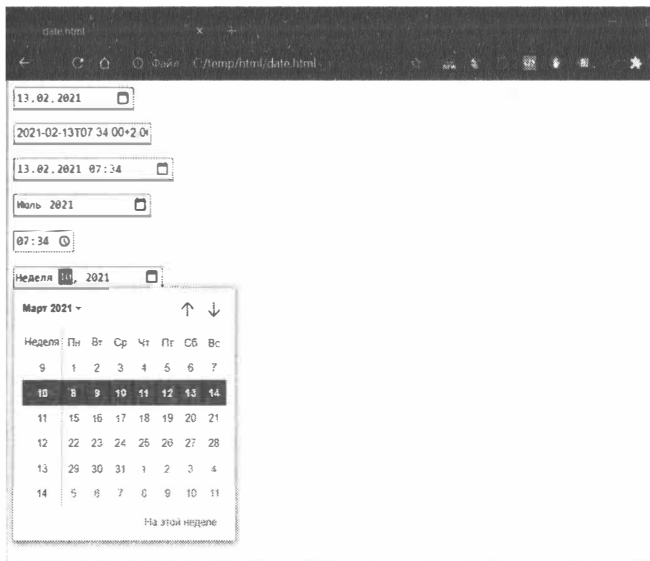 date.html
Файл C:/temp/html/date.html
13.02.2021
2021-02-13T07 34 00+2 0
13.02.2021 07:34
Июль 2021
07:34
Неделя 10, 2021
Март 2021
Неделя Пн Вт Ср Чт Пт Сб Вс
9 1 2 3 4 5 6 7
10 8 9 10 11 12 13 14
11 15 16 17 18 19 20 21
12 22 23 24 25 26 27 28
13 29 30 31 1 2 3 4
14 5 6 7 8 9 10 11
На этой неделе